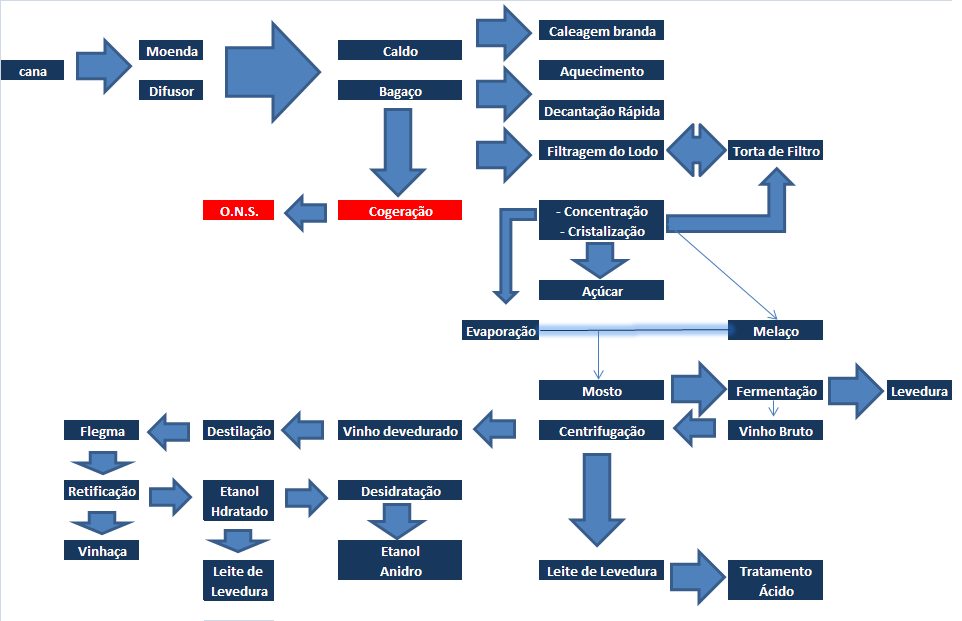 cana
Moenda
Difusor
Caldo
Bagaço
Caleagem branda
Aquecimento
Decantação Rápida
Filtragem do Lodo
Torta de Filtro
O.N.S.
Cogeração
- Concentração
- Cristalização
Açúcar
Evaporação
Melaço
Mosto
Fermentação
Levedura
Flegma
Destilação
Vinho devedurado
Centrifugação
Vinho Bruto
Retificação
Etanol
Hdratado
Desidratação
Vinhaça
Leite de
Levedura
Etanol
Anidro
Leite de Levedura
Tratamento
Ácido